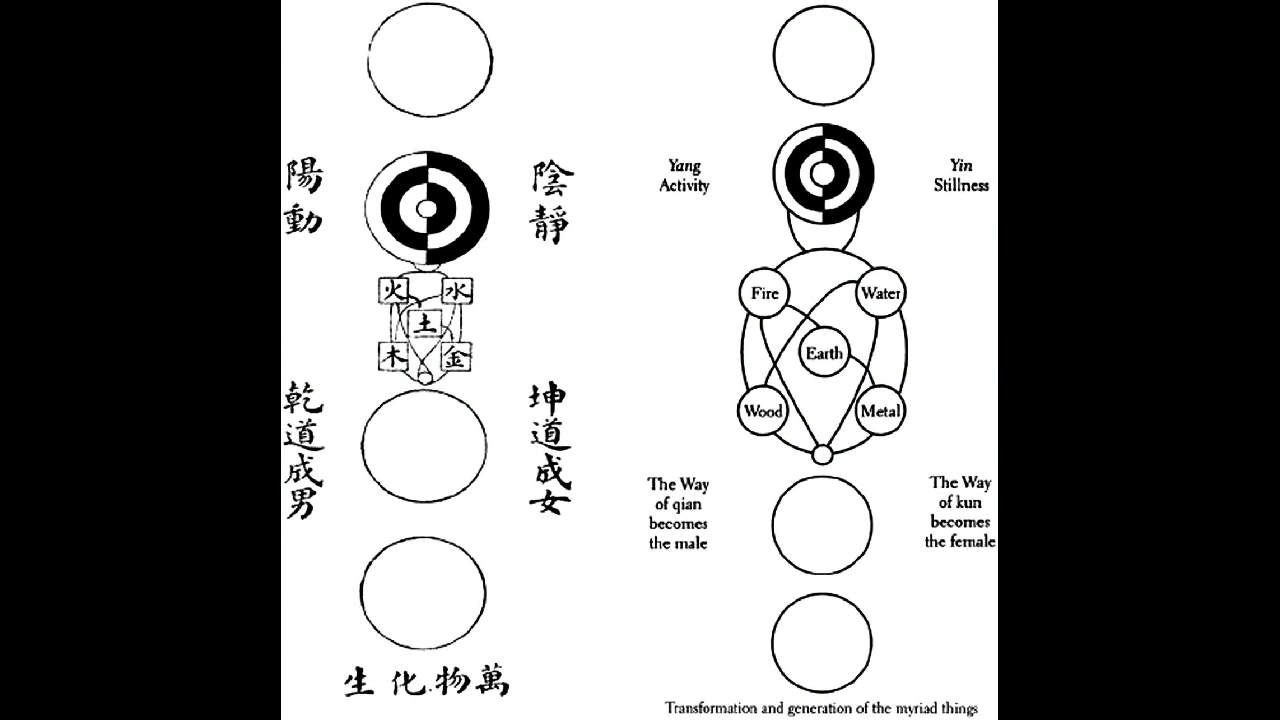 陽動
陰靜
火
水
土
木
金
乾道成男
坤道成女
萬物化生
Yang
Activity
Yin
Stillness
Fire
Water
Earth
Wood
Metal
The Way
of qian
becomes
the male
The Way
of kun
becomes
the female
Transformation and generation of the myriad things